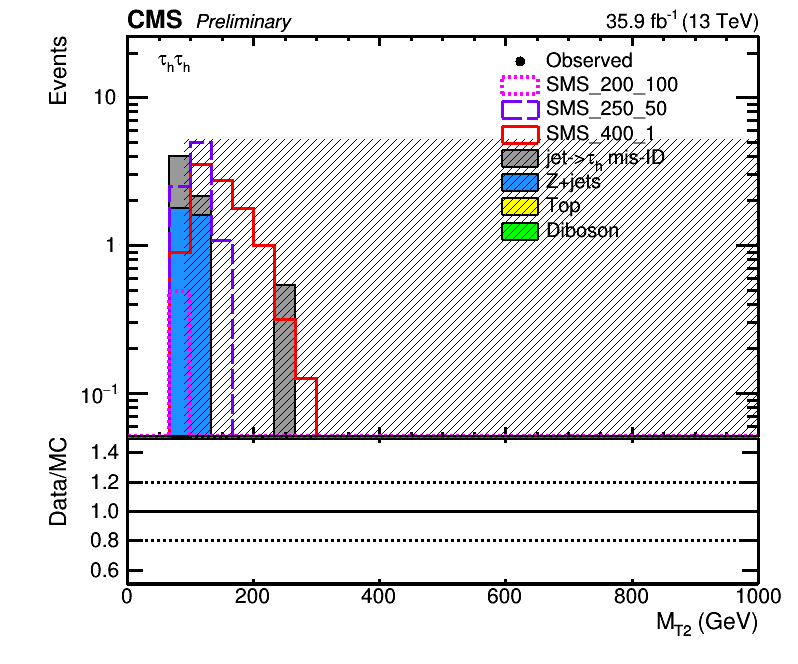 CMS Preliminary 35.9 fb⁻¹ (13 TeV)
Events
τₕτₕ
Observed
SMS_200_100
SMS_250_50
SMS_400_1
jet->τₕ mis-ID
Z+jets
Top
Diboson
10
1
10⁻¹
Data/MC
1.4
1.2
1.0
0.8
0.6
0 200 400 600 800 1000
M_T2 (GeV)